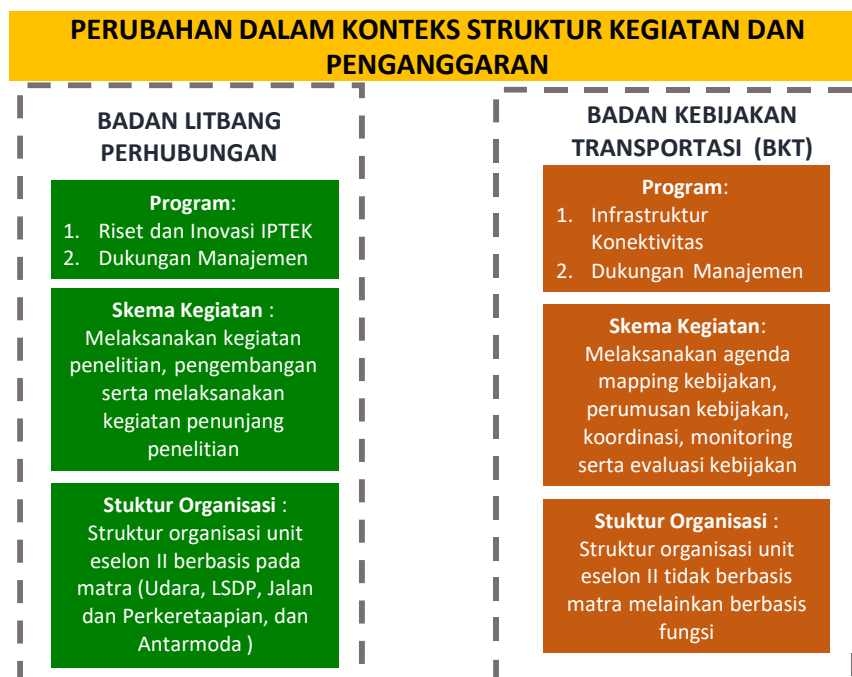 PERUBAHAN DALAM KONTEKS STRUKTUR KEGIATAN DAN
PENGANGGARAN
BADAN LITBANG
PERHUBUNGAN
Program:
1. Riset dan Inovasi IPTEK
2. Dukungan Manajemen
Skema Kegiatan :
Melaksanakan kegiatan
penelitian, pengembangan
serta melaksanakan
kegiatan penunjang
penelitian
Stuktur Organisasi :
Struktur organisasi unit
eselon II berbasis pada
matra (Udara, LSDP, Jalan
dan Perkeretaapian, dan
Antarmoda )
BADAN KEBIJAKAN
TRANSPORTASI (BKT)
Program:
1. Infrastruktur
Konektivitas
2. Dukungan Manajemen
Skema Kegiatan:
Melaksanakan agenda
mapping kebijakan,
perumusan kebijakan,
koordinasi, monitoring
serta evaluasi kebijakan
Stuktur Organisasi :
Struktur organisasi unit
eselon II tidak berbasis
matra melainkan berbasis
fungsi